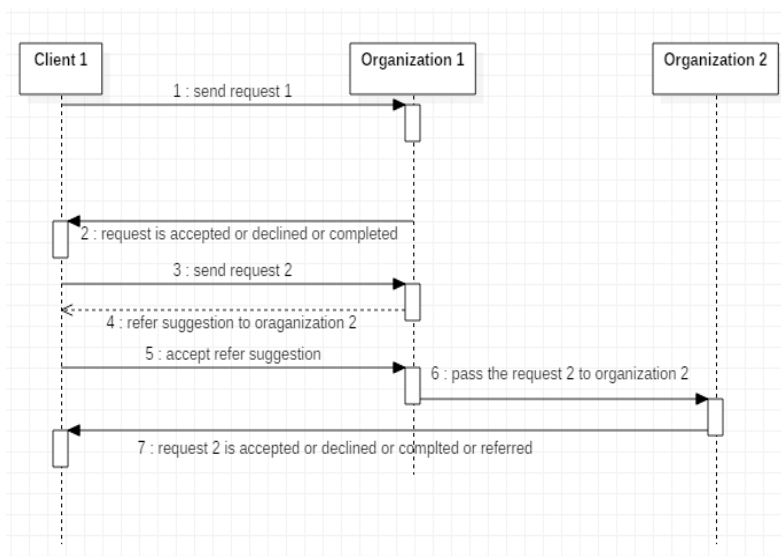 Client 1
Organization 1
Organization 2
1 : send request 1
2 : request is accepted or declined or completed
3 : send request 2
4 : refer suggestion to oraganization 2
5 : accept refer suggestion
6 : pass the request 2 to organization 2
7 : request 2 is accepted or declined or complted or referred